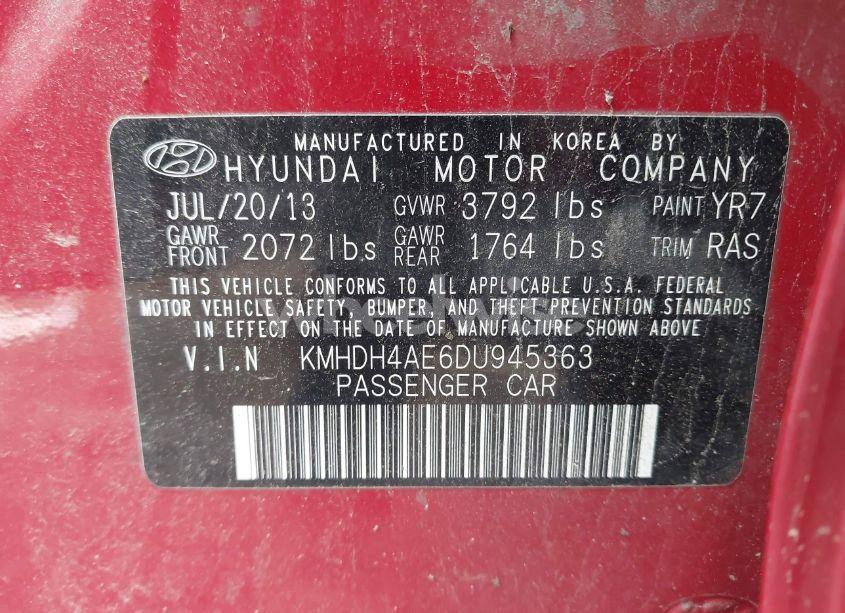 MANUFACTURED IN KOREA BY
HYUNDAI MOTOR COMPANY
JUL/20/13 GVWR 3792 lbs PAINT YR7
GAWR FRONT 2072 lbs GAWR REAR 1764 lbs TRIM RAS
THIS VEHICLE CONFORMS TO ALL APPLICABLE U.S.A. FEDERAL
MOTOR VEHICLE SAFETY, BUMPER, AND THEFT PREVENTION STANDARDS
IN EFFECT ON THE DATE OF MANUFACTURE SHOWN ABOVE.
V.I.N KMHDH4AE6DU945363
PASSENGER CAR